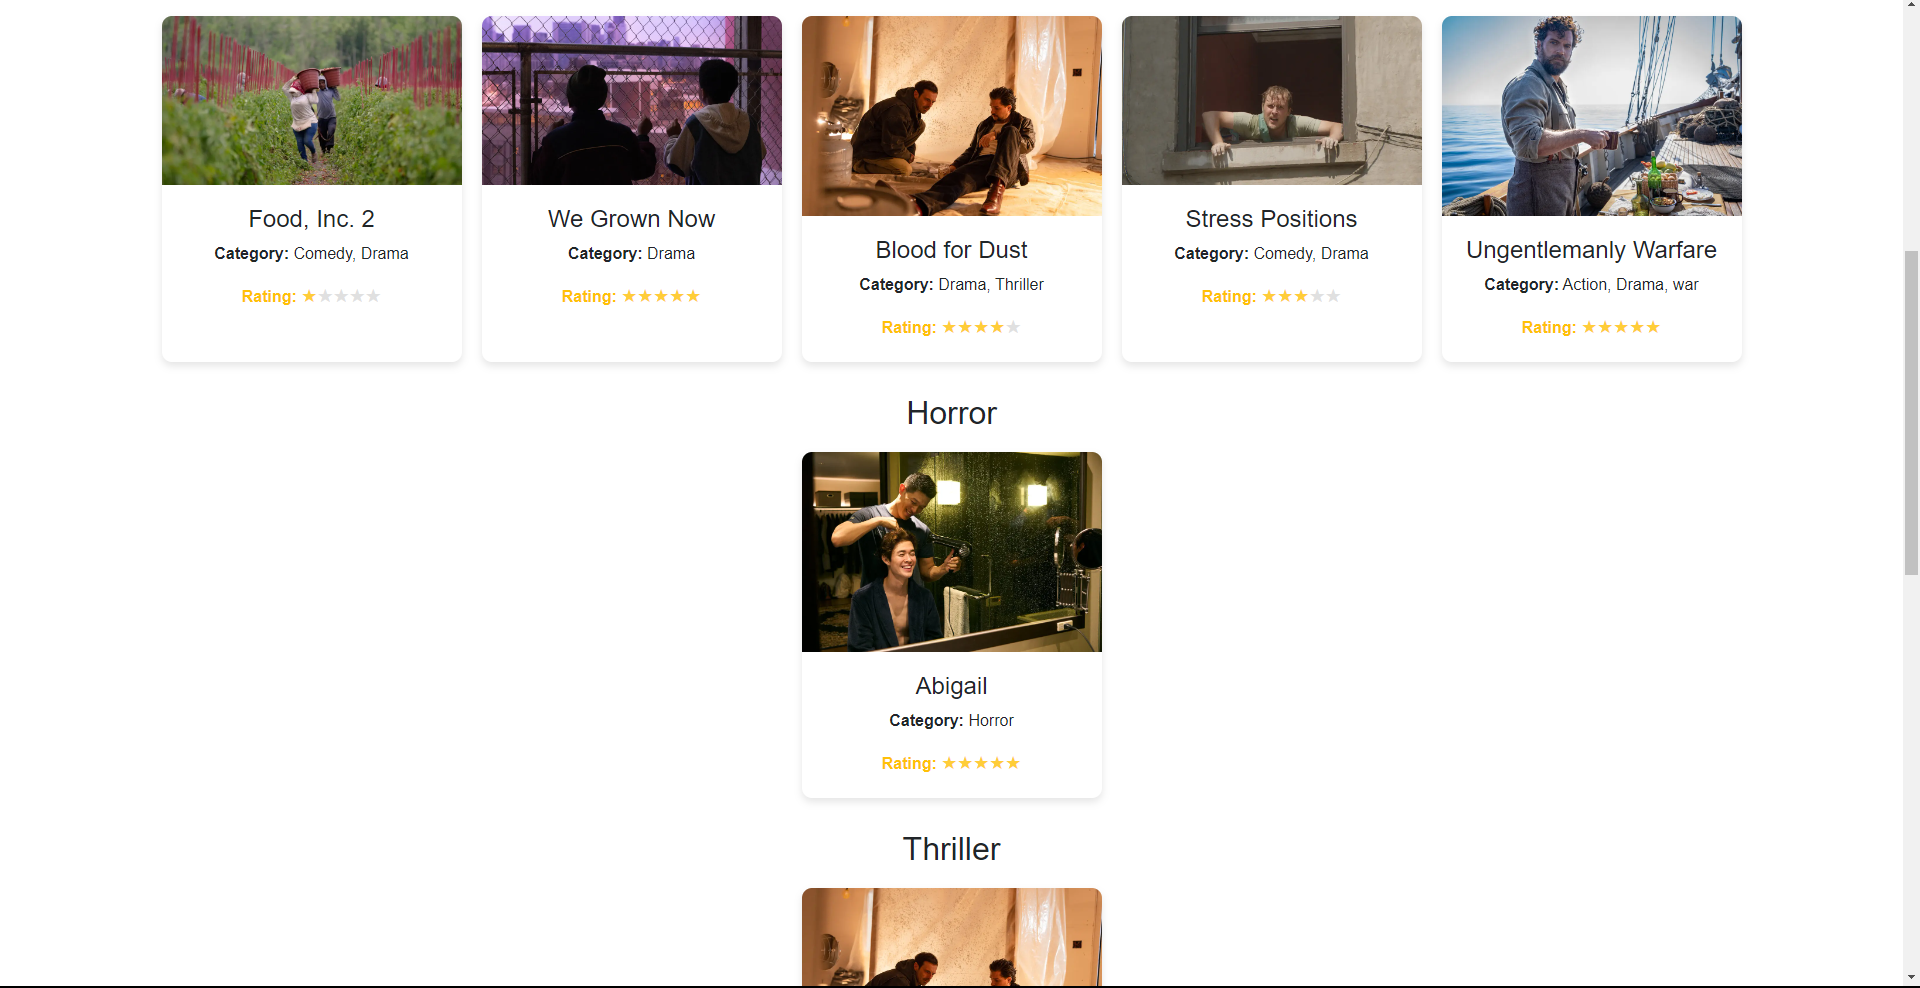 Food, Inc. 2
Category: Comedy, Drama
Rating: ★★★★★
We Grown Now
Category: Drama
Rating: ★★★★★
Blood for Dust
Category: Drama, Thriller
Rating: ★★★★★
Stress Positions
Category: Comedy, Drama
Rating: ★★★★★
Ungentlemanly Warfare
Category: Action, Drama, war
Rating: ★★★★★
Horror
Abigail
Category: Horror
Rating: ★★★★★
Thriller